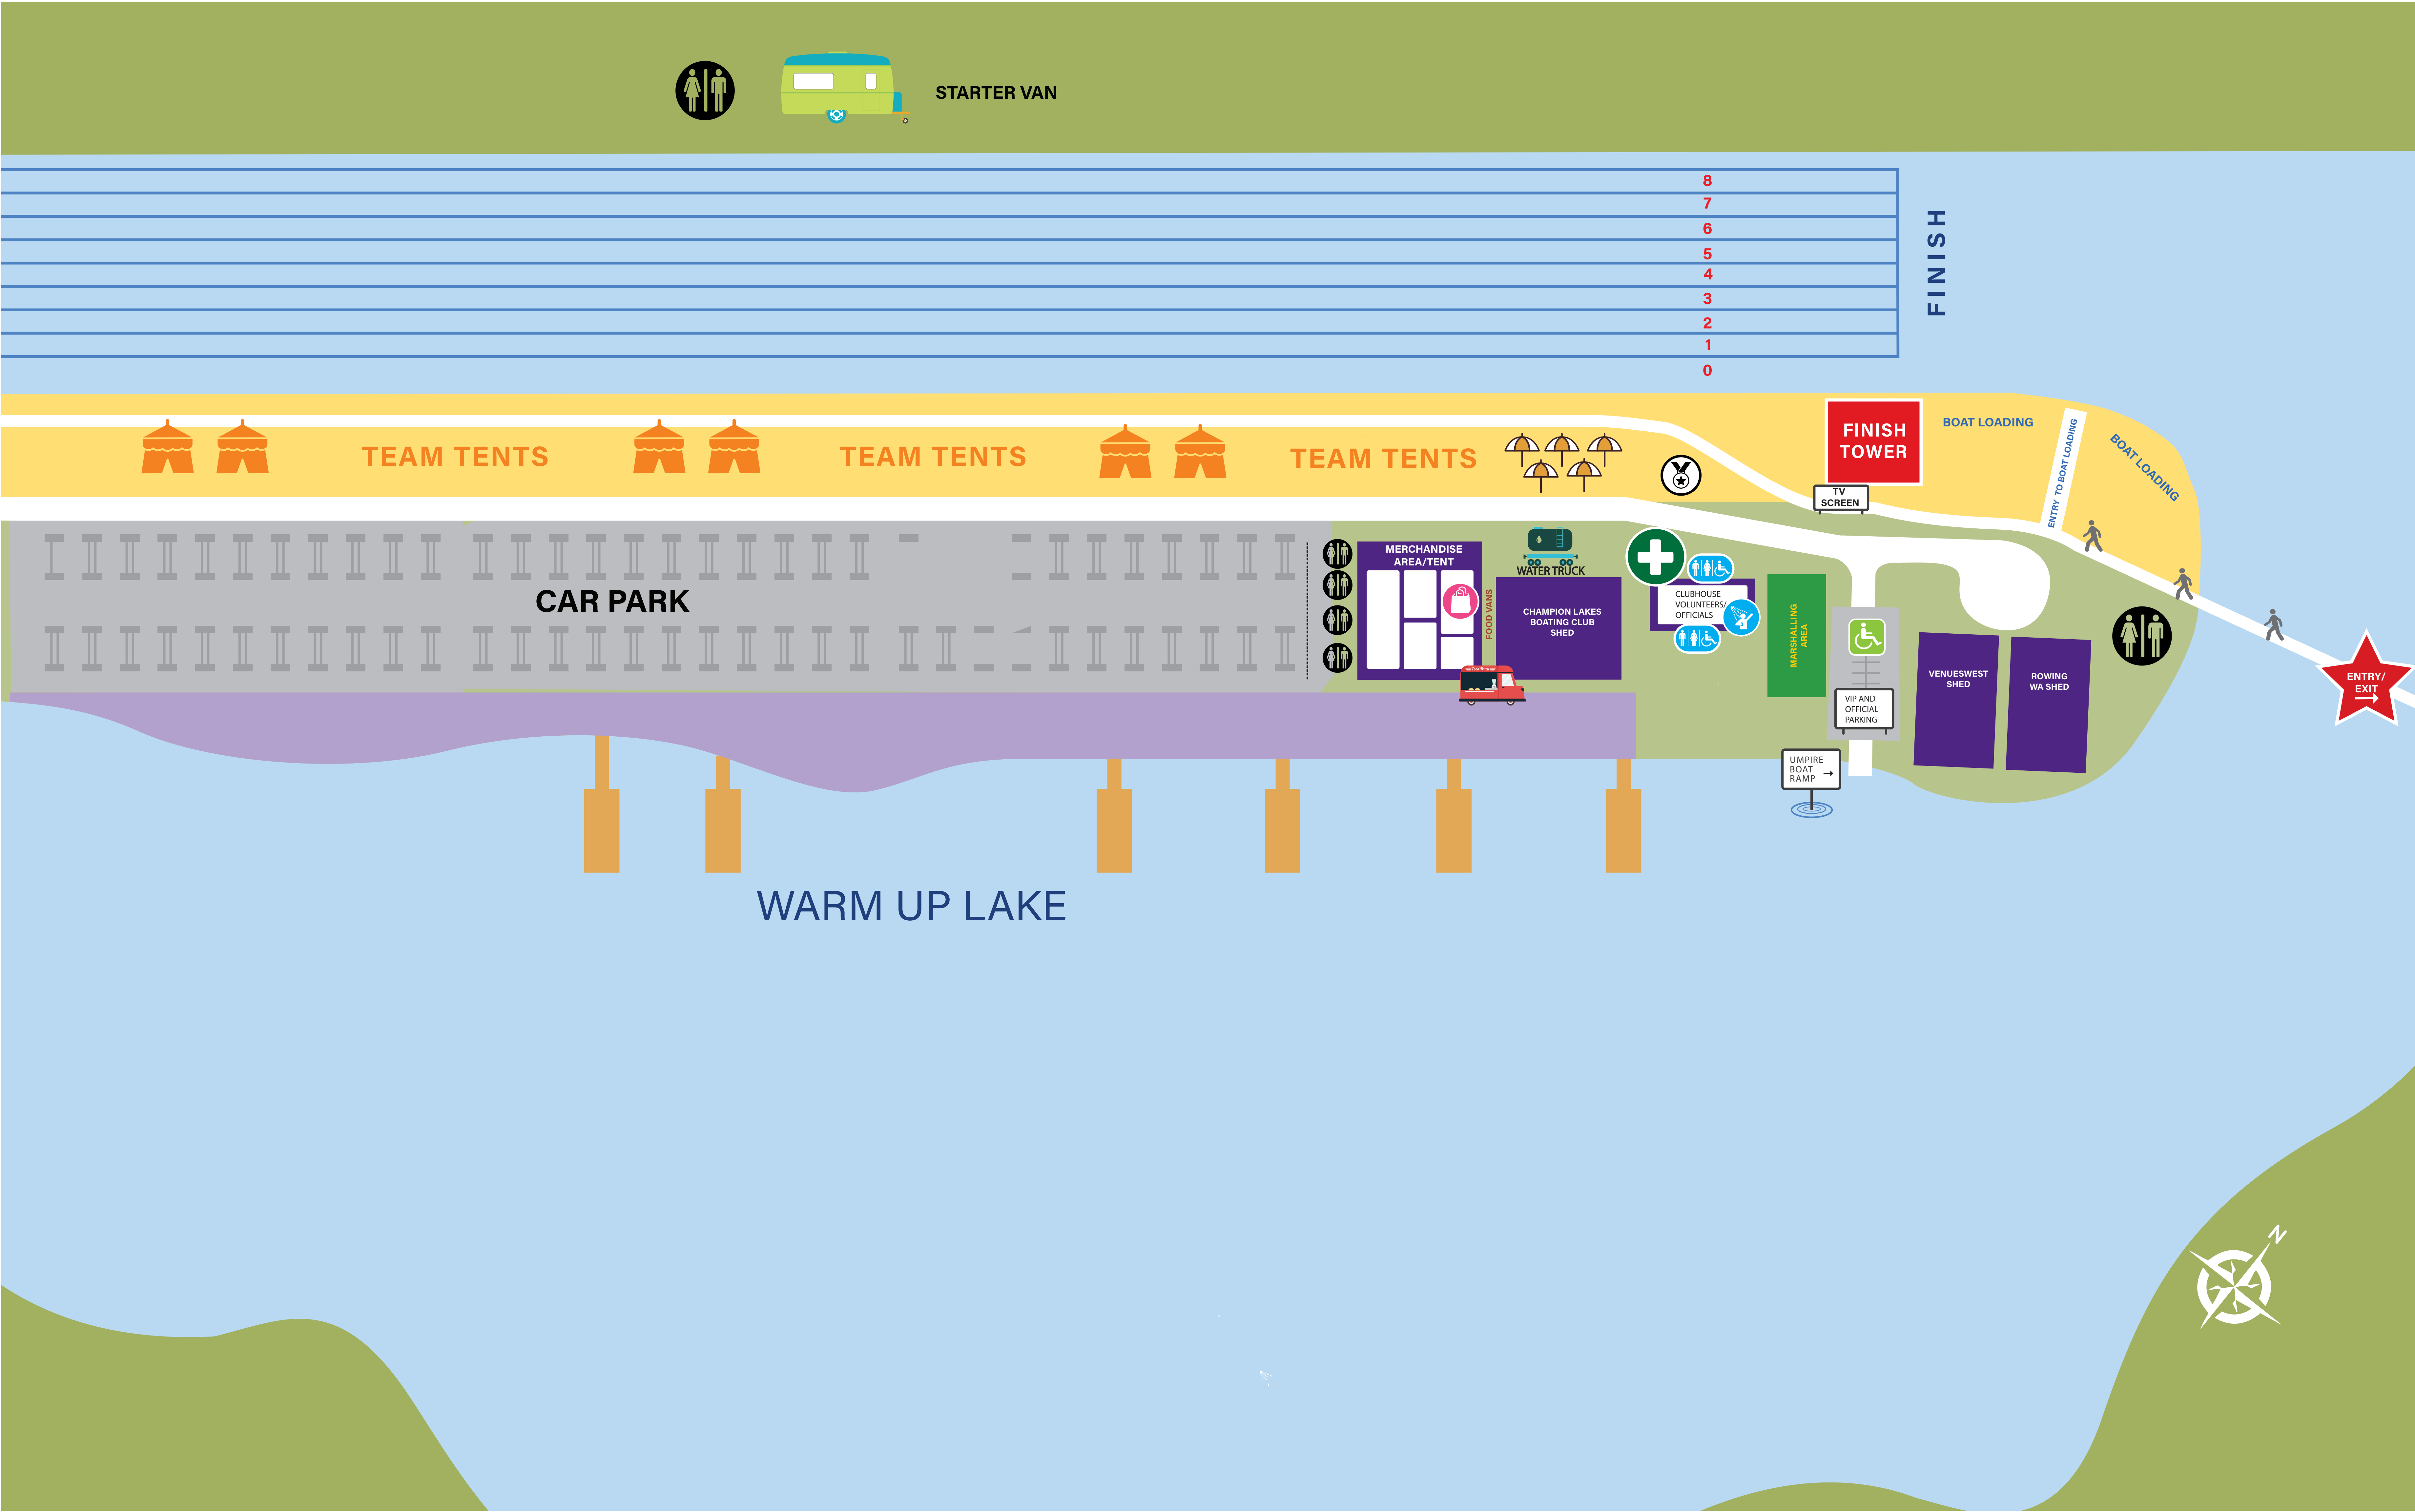 STARTER VAN
8
7
6
5
4
3
2
1
0
FINISH
TEAM TENTS
TEAM TENTS
TEAM TENTS
FINISH
TOWER
TV
SCREEN
BOAT LOADING
ENTRY TO BOAT LOADING
BOAT LOADING
CAR PARK
MERCHANDISE
AREA/TENT
FOOD VANS
WATER TRUCK
CHAMPION LAKES
BOATING CLUB
SHED
CLUBHOUSE
VOLUNTEERS/
OFFICIALS
MARSHALLING
AREA
VIP AND
OFFICIAL
PARKING
VENUESWEST
SHED
ROWING
WA SHED
ENTRY/
EXIT
UMPIRE
BOAT
RAMP
WARM UP LAKE
N